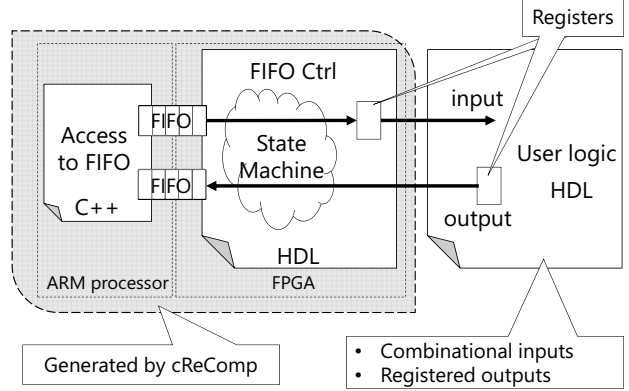 Registers
FIFO Ctrl
input
FIFO
Access
to FIFO
State
Machine
User logic
HDL
FIFO
C++
output
HDL
ARM processor
FPGA
Generated by cReComp
• Combinational inputs
• Registered outputs